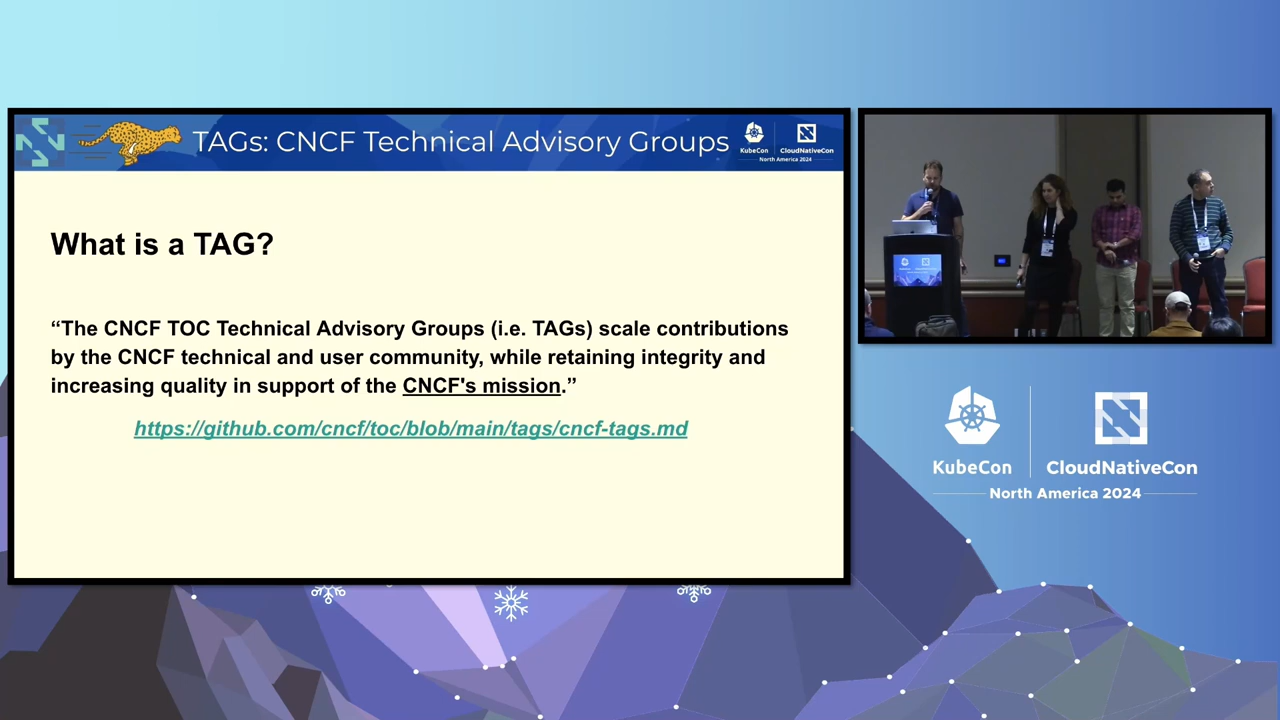 TAGs: CNCF Technical Advisory Groups
KubeCon
CloudNativeCon
North America 2024
What is a TAG?
“The CNCF TOC Technical Advisory Groups (i.e. TAGs) scale contributions
by the CNCF technical and user community, while retaining integrity and
increasing quality in support of the CNCF's mission.”
https://github.com/cncf/toc/blob/main/tags/cncf-tags.md
KubeCon
CloudNativeCon
North America 2024